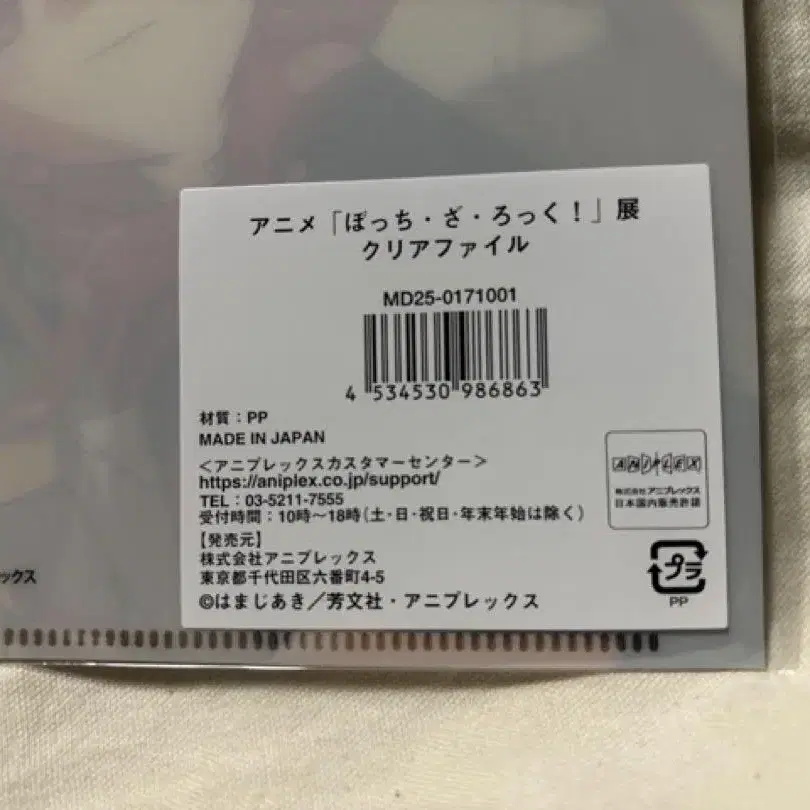 アニメ「ぼっち・ざ・ろっく！」展
クリアファイル
MD25-0171001
4 534530 986863
材質：PP
MADE IN JAPAN
＜アニプレックスカスタマーセンター＞
https://aniplex.co.jp/support/
TEL：03-5211-7555
受付時間：10時～18時（土・日・祝日・年末年始は除く）
【発売元】
株式会社アニプレックス
東京都千代田区六番町4-5
©はまじあき／芳文社・アニプレックス
ANIPLEX
株式会社アニプレックス
日本国内販売許諾
プラ
PP
ックス